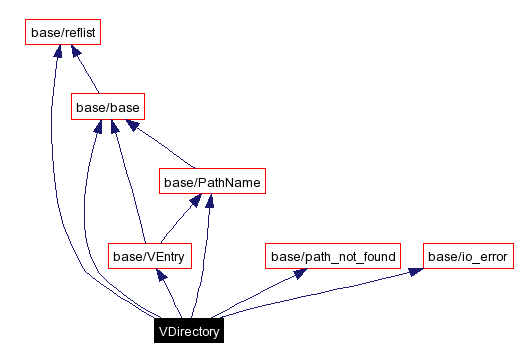 base/reflist
base/base
base/PathName
base/VEntry
base/path_not_found
base/io_error
VDirectory